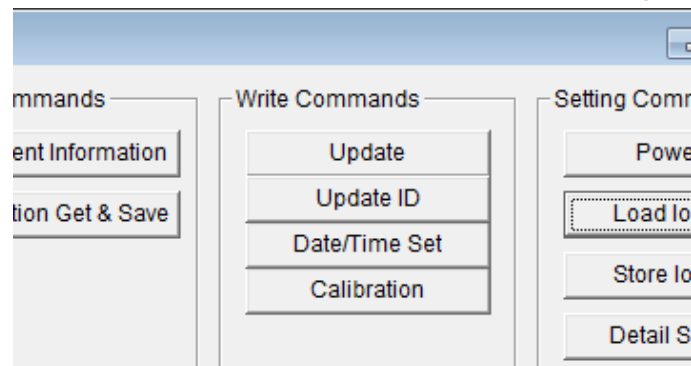 mmands
Write Commands
Setting Comm
ent Information
tion Get & Save
Update
Update ID
Date/Time Set
Calibration
Powe
Load lo
Store lo
Detail S